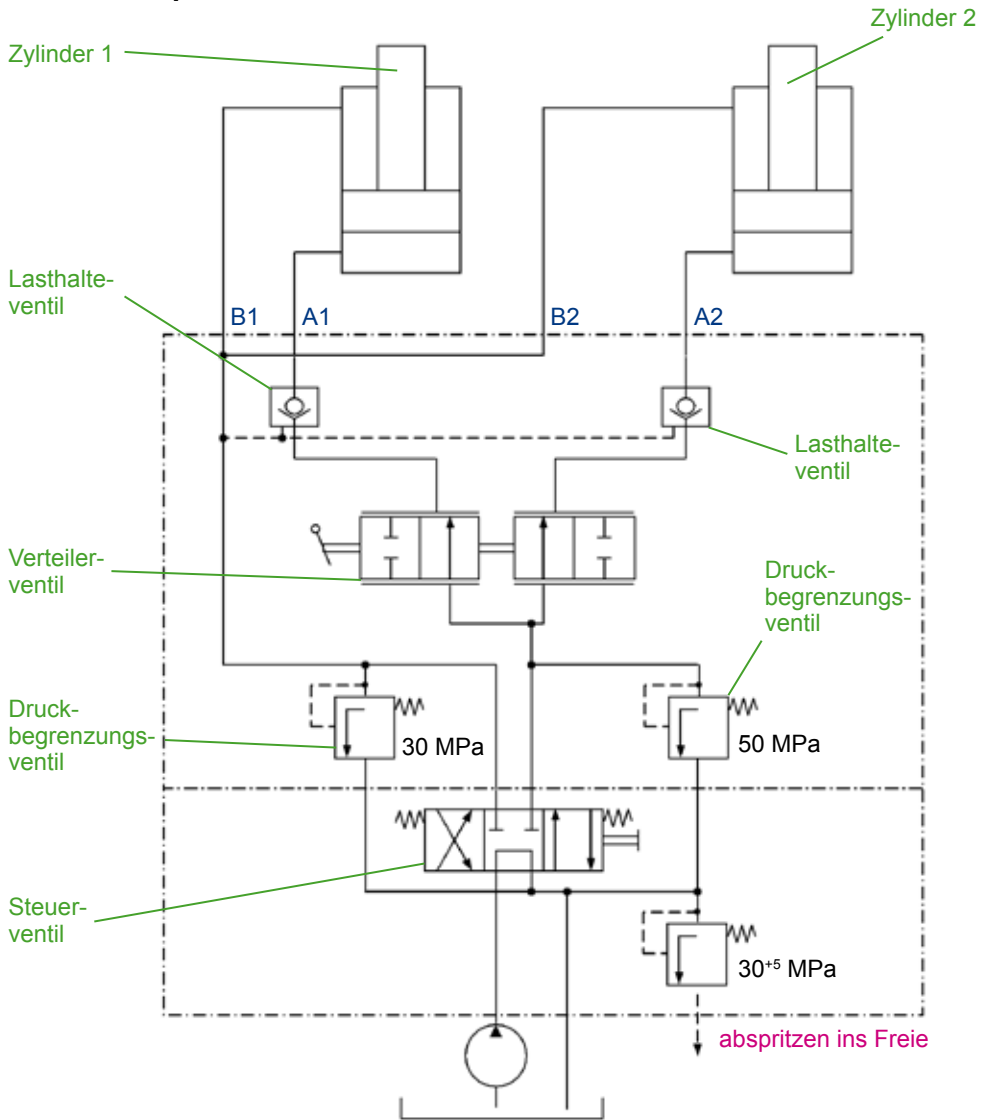 Zylinder 1
Zylinder 2
Lasthalte-
ventil
B1
A1
B2
A2
Lasthalte-
ventil
Verteiler-
ventil
Druck-
begrenzungs-
ventil
Druck-
begrenzungs-
ventil
30 MPa
50 MPa
Steuer-
ventil
30⁺⁵ MPa
abspritzen ins Freie